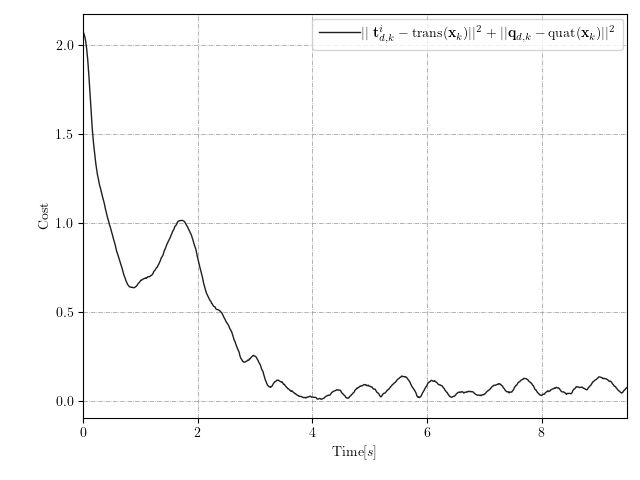 || t^i_{d,k} − trans(x_k)||^2 + ||q_{d,k} − quat(x_k)||^2
2.0
1.5
1.0
0.5
0.0
Cost
0 2 4 6 8
Time[s]